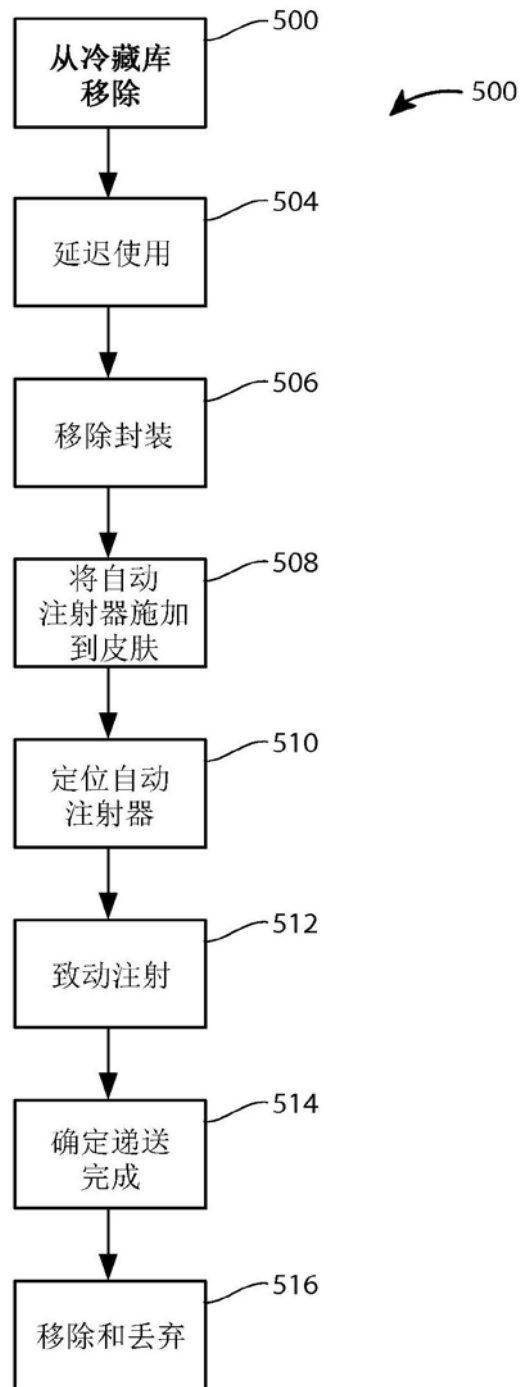 500
从冷藏库
移除
500
504
延迟使用
506
移除封装
508
将自动
注射器施加
到皮肤
510
定位自动
注射器
512
致动注射
514
确定递送
完成
516
移除和丢弃